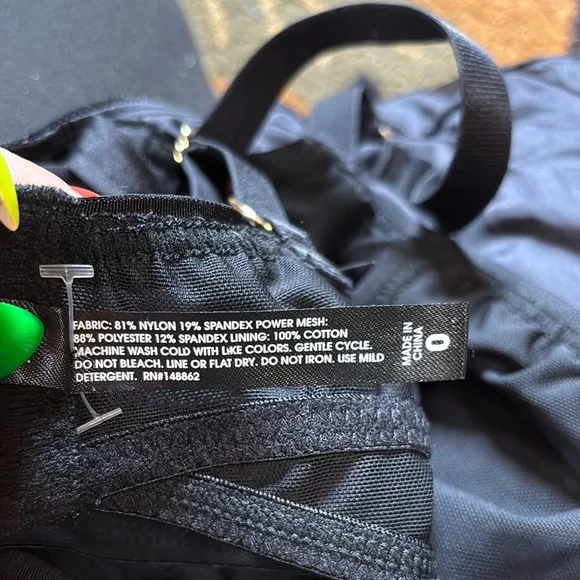 FABRIC: 81% NYLON 19% SPANDEX POWER MESH:
88% POLYESTER 12% SPANDEX LINING: 100% COTTON
MACHINE WASH COLD WITH LIKE COLORS. GENTLE CYCLE.
DO NOT BLEACH. LINE OR FLAT DRY. DO NOT IRON. USE MILD
DETERGENT. RN#148862
MADE IN
CHINA
0